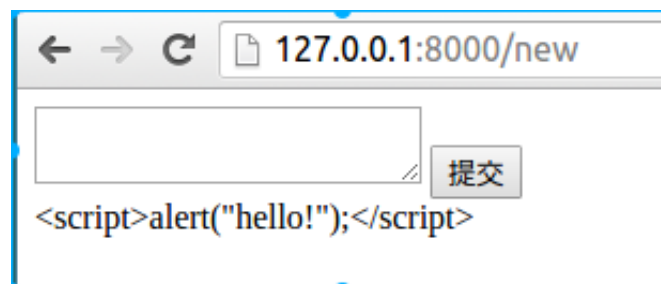 127.0.0.1:8000/new
提交
<script>alert("hello!");</script>